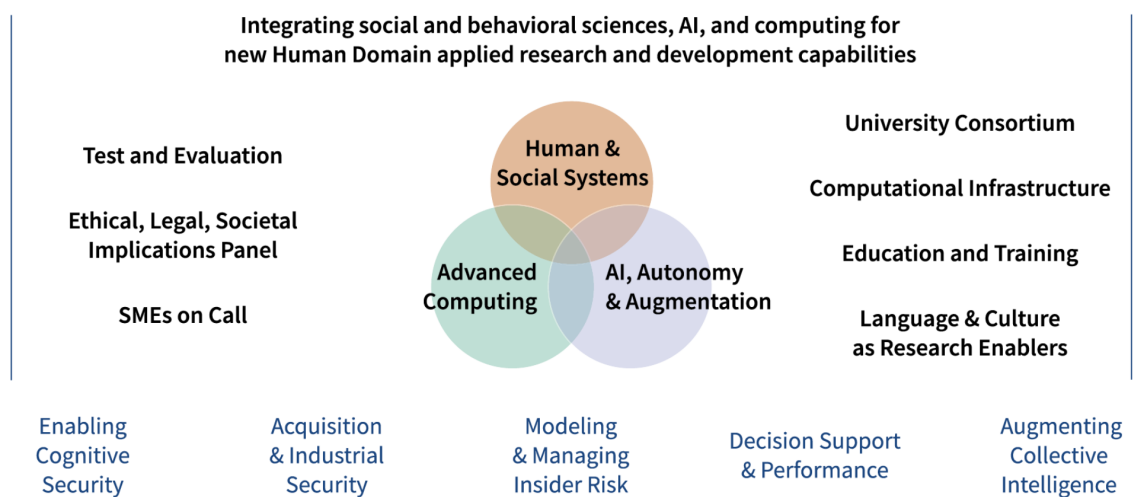 Integrating social and behavioral sciences, AI, and computing for
new Human Domain applied research and development capabilities
Test and Evaluation
Ethical, Legal, Societal
Implications Panel
SMEs on Call
Human &
Social Systems
Advanced
Computing
AI, Autonomy
& Augmentation
University Consortium
Computational Infrastructure
Education and Training
Language & Culture
as Research Enablers
Enabling
Cognitive
Security
Acquisition
& Industrial
Security
Modeling
& Managing
Insider Risk
Decision Support
& Performance
Augmenting
Collective
Intelligence